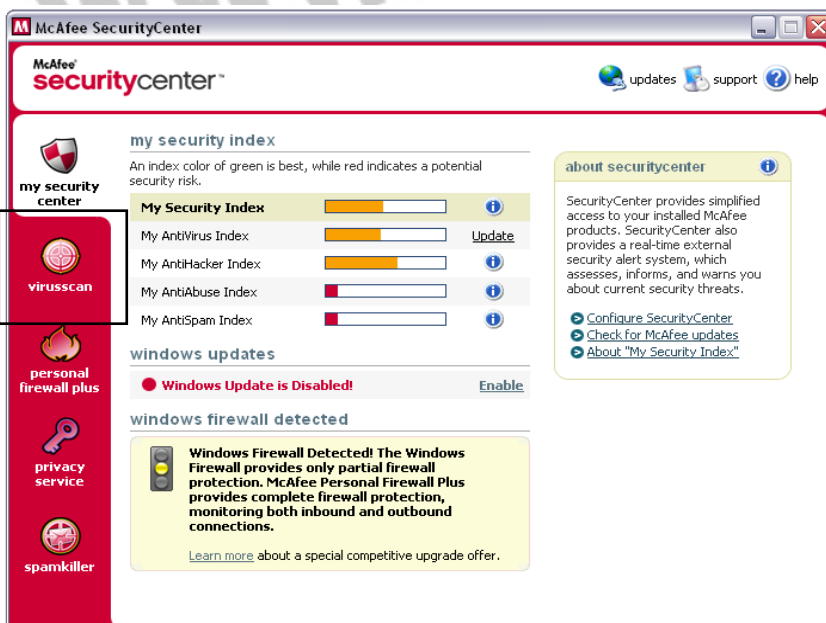 McAfee SecurityCenter
McAfee®
securitycenter™
updates
support
help
my security center
virusscan
personal firewall plus
privacy service
spamkiller
my security index
An index color of green is best, while red indicates a potential
security risk.
My Security Index
My AntiVirus Index Update
My AntiHacker Index
My AntiAbuse Index
My AntiSpam Index
windows updates
Windows Update is Disabled! Enable
windows firewall detected
Windows Firewall Detected! The Windows
Firewall provides only partial firewall
protection. McAfee Personal Firewall Plus
provides complete firewall protection,
monitoring both inbound and outbound
connections.
Learn more about a special competitive upgrade offer.
about securitycenter
SecurityCenter provides simplified
access to your installed McAfee
products. SecurityCenter also
provides a real-time external
security alert system, which
assesses, informs, and warns you
about current security threats.
Configure SecurityCenter
Check for McAfee updates
About "My Security Index"